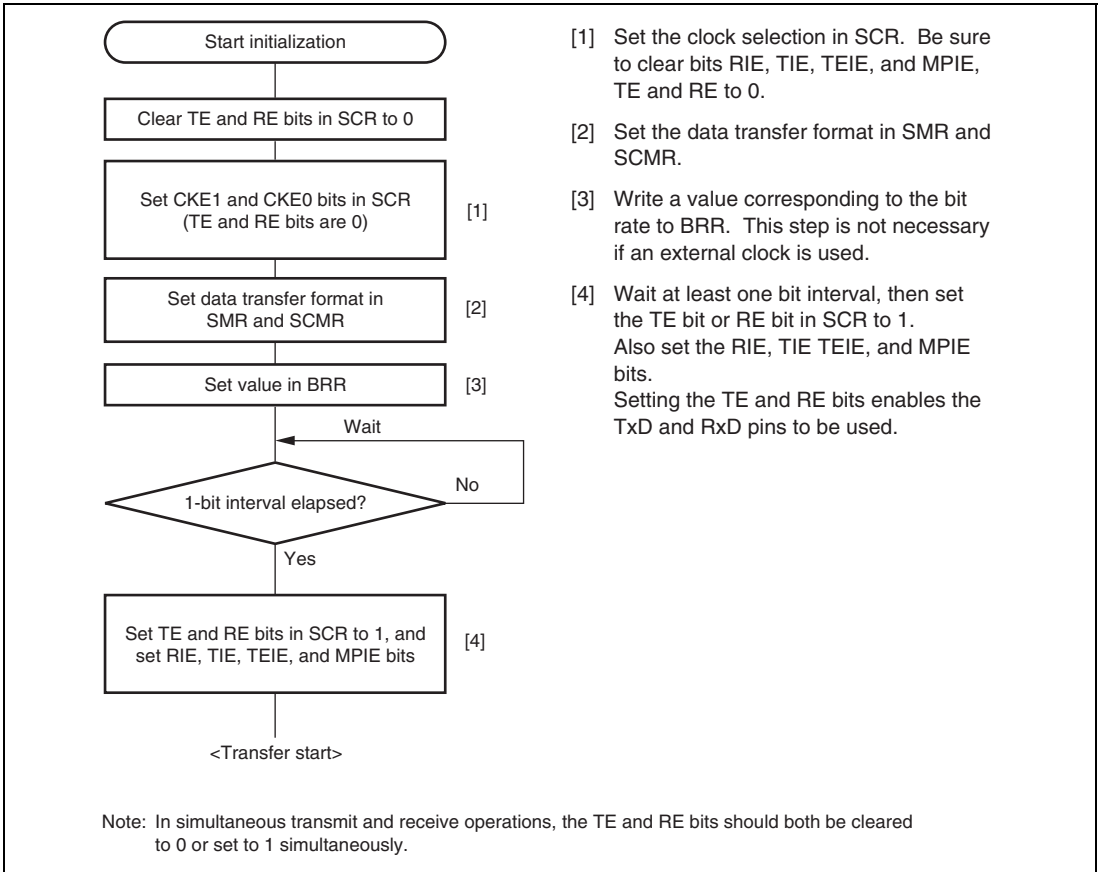 Start initialization
Clear TE and RE bits in SCR to 0
Set CKE1 and CKE0 bits in SCR
(TE and RE bits are 0)
[1]
Set data transfer format in
SMR and SCMR
[2]
Set value in BRR
[3]
Wait
No
1-bit interval elapsed?
Yes
Set TE and RE bits in SCR to 1, and
set RIE, TIE, TEIE, and MPIE bits
[4]
<Transfer start>
[1] Set the clock selection in SCR. Be sure
to clear bits RIE, TIE, TEIE, and MPIE,
TE and RE to 0.
[2] Set the data transfer format in SMR and
SCMR.
[3] Write a value corresponding to the bit
rate to BRR. This step is not necessary
if an external clock is used.
[4] Wait at least one bit interval, then set
the TE bit or RE bit in SCR to 1.
Also set the RIE, TIE TEIE, and MPIE
bits.
Setting the TE and RE bits enables the
TxD and RxD pins to be used.
Note: In simultaneous transmit and receive operations, the TE and RE bits should both be cleared
to 0 or set to 1 simultaneously.